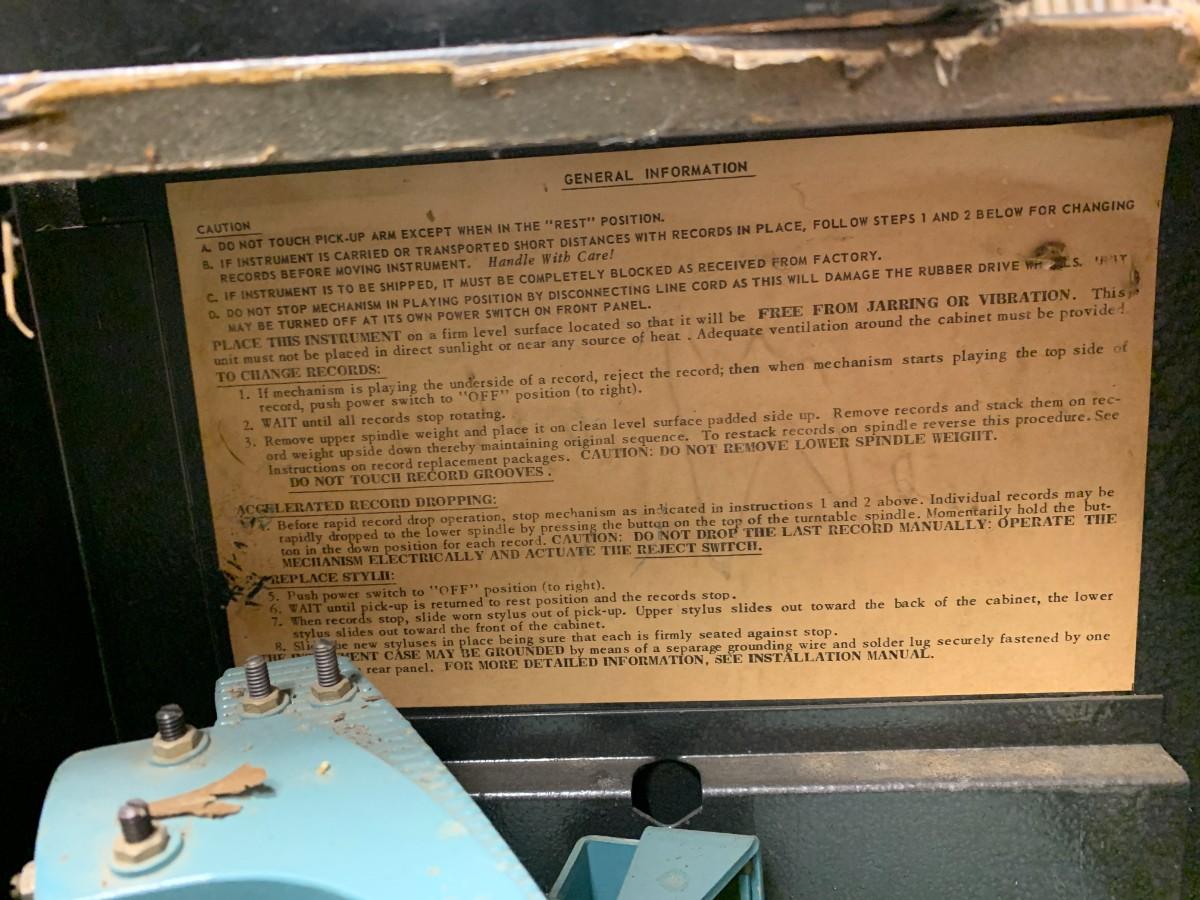 GENERAL INFORMATION
CAUTION
A. DO NOT TOUCH PICK-UP ARM EXCEPT WHEN IN THE "REST" POSITION.
B. IF INSTRUMENT IS CARRIED OR TRANSPORTED SHORT DISTANCES WITH RECORDS IN PLACE, FOLLOW STEPS 1 AND 2 BELOW FOR CHANGING
RECORDS BEFORE MOVING INSTRUMENT. Handle With Care!
C. IF INSTRUMENT IS TO BE SHIPPED, IT MUST BE COMPLETELY BLOCKED AS RECEIVED FROM FACTORY.
D. DO NOT STOP MECHANISM IN PLAYING POSITION BY DISCONNECTING LINE CORD AS THIS WILL DAMAGE THE RUBBER DRIVE
MAY BE TURNED OFF AT ITS OWN POWER SWITCH ON FRONT PANEL.
PLACE THIS INSTRUMENT on a firm level surface located so that it will be FREE FROM JARRING OR VIBRATION. This
unit must not be placed in direct sunlight or near any source of heat . Adequate ventilation around the cabinet must be provided.
TO CHANGE RECORDS:
1. If mechanism is playing the underside of a record, reject the record; then when mechanism starts playing the top side of
record, push power switch to "OFF" position (to right).
2. WAIT until all records stop rotating.
3. Remove upper spindle weight and place it on clean level surface padded side up. Remove records and stack them on rec-
ord weight upside down thereby maintaining original sequence. To restack records on spindle reverse this procedure. See
Instructions on record replacement packages. CAUTION: DO NOT REMOVE LOWER SPINDLE WEIGHT.
DO NOT TOUCH RECORD GROOVES .
ACCELERATED RECORD DROPPING:
Before rapid record drop operation, stop mechanism as indicated in instructions 1 and 2 above. Individual records may be
rapidly dropped to the lower spindle by pressing the button on the top of the turntable spindle. Momentarily hold the but-
ton in the down position for each record. CAUTION: DO NOT DROP THE LAST RECORD MANUALLY: OPERATE THE
MECHANISM ELECTRICALLY AND ACTUATE THE REJECT SWITCH.
REPLACE STYLII:
5. Push power switch to "OFF" position (to right).
6. WAIT until pick-up is returned to rest position and the records stop.
7. When records stop, slide worn stylus out of pick-up. Upper stylus slides out toward the back of the cabinet, the lower
stylus slides out toward the front of the cabinet.
8. Slide the new styluses in place being sure that each is firmly seated against stop.
THE INSTRUMENT CASE MAY BE GROUNDED by means of a separage grounding wire and solder lug securely fastened by one
rear panel. FOR MORE DETAILED INFORMATION, SEE INSTALLATION MANUAL.